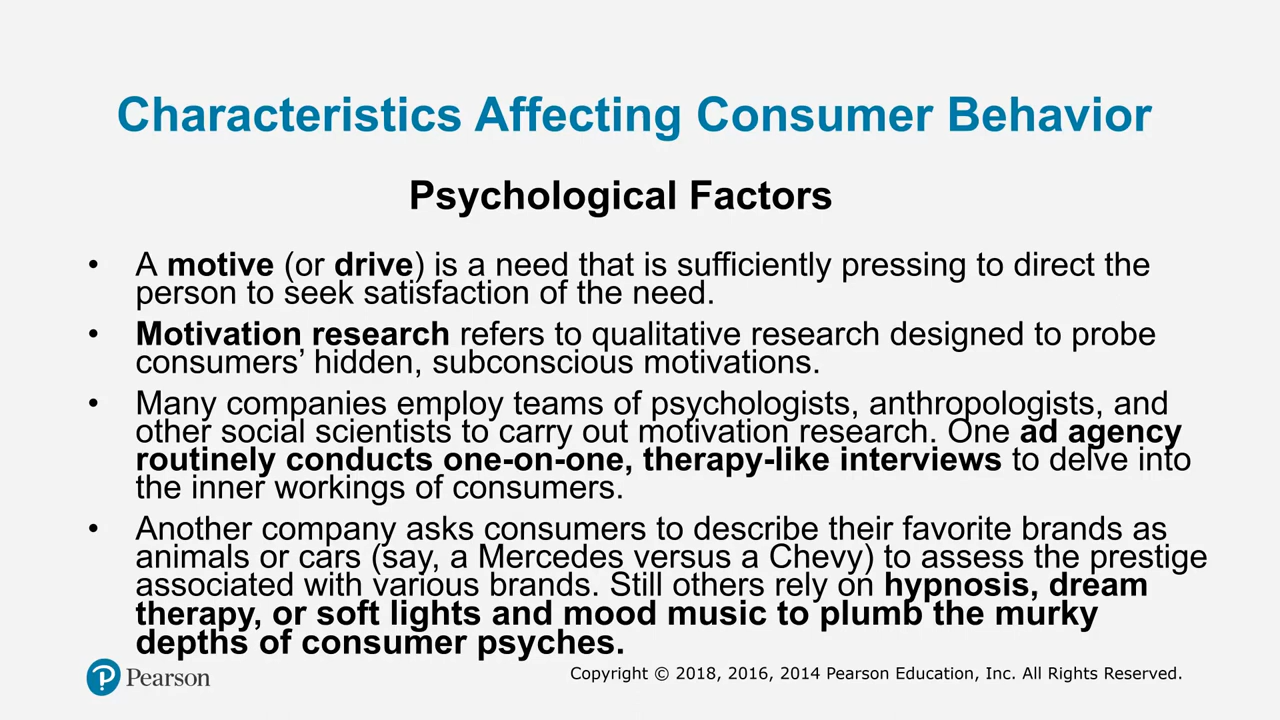 Characteristics Affecting Consumer Behavior
Psychological Factors
• A motive (or drive) is a need that is sufficiently pressing to direct the
person to seek satisfaction of the need.
• Motivation research refers to qualitative research designed to probe
consumers’ hidden, subconscious motivations.
• Many companies employ teams of psychologists, anthropologists, and
other social scientists to carry out motivation research. One ad agency
routinely conducts one-on-one, therapy-like interviews to delve into
the inner workings of consumers.
• Another company asks consumers to describe their favorite brands as
animals or cars (say, a Mercedes versus a Chevy) to assess the prestige
associated with various brands. Still others rely on hypnosis, dream
therapy, or soft lights and mood music to plumb the murky
depths of consumer psyches.
P Pearson
Copyright © 2018, 2016, 2014 Pearson Education, Inc. All Rights Reserved.